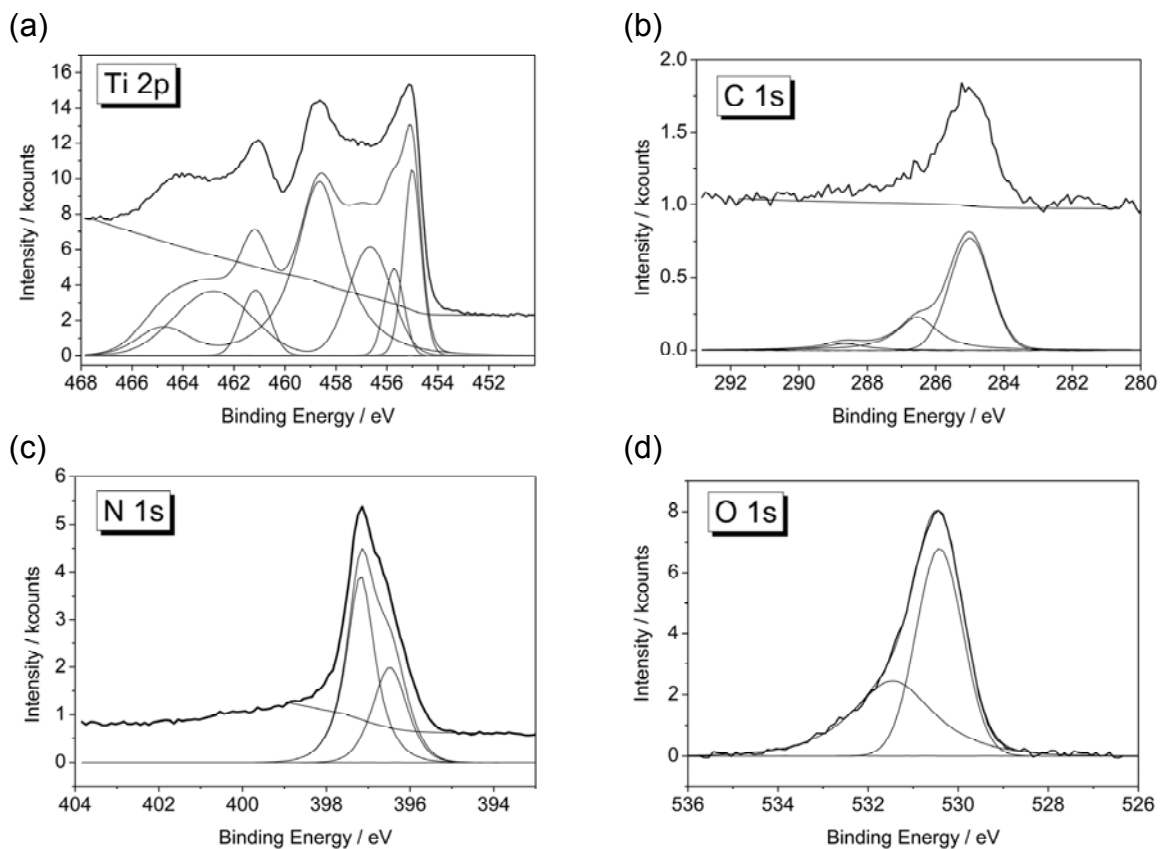 (a)
Ti 2p
16
14
12
10
8
6
4
2
0
468 466 464 462 460 458 456 454 452
Intensity / kcounts
Binding Energy / eV
(b)
C 1s
2.0
1.5
1.0
0.5
0.0
292 290 288 286 284 282 280
Intensity / kcounts
Binding Energy / eV
(c)
N 1s
6
5
4
3
2
1
0
404 402 400 398 396 394
Intensity / kcounts
Binding Energy / eV
(d)
O 1s
8
6
4
2
0
536 534 532 530 528 526
Intensity / kcounts
Binding Energy / eV